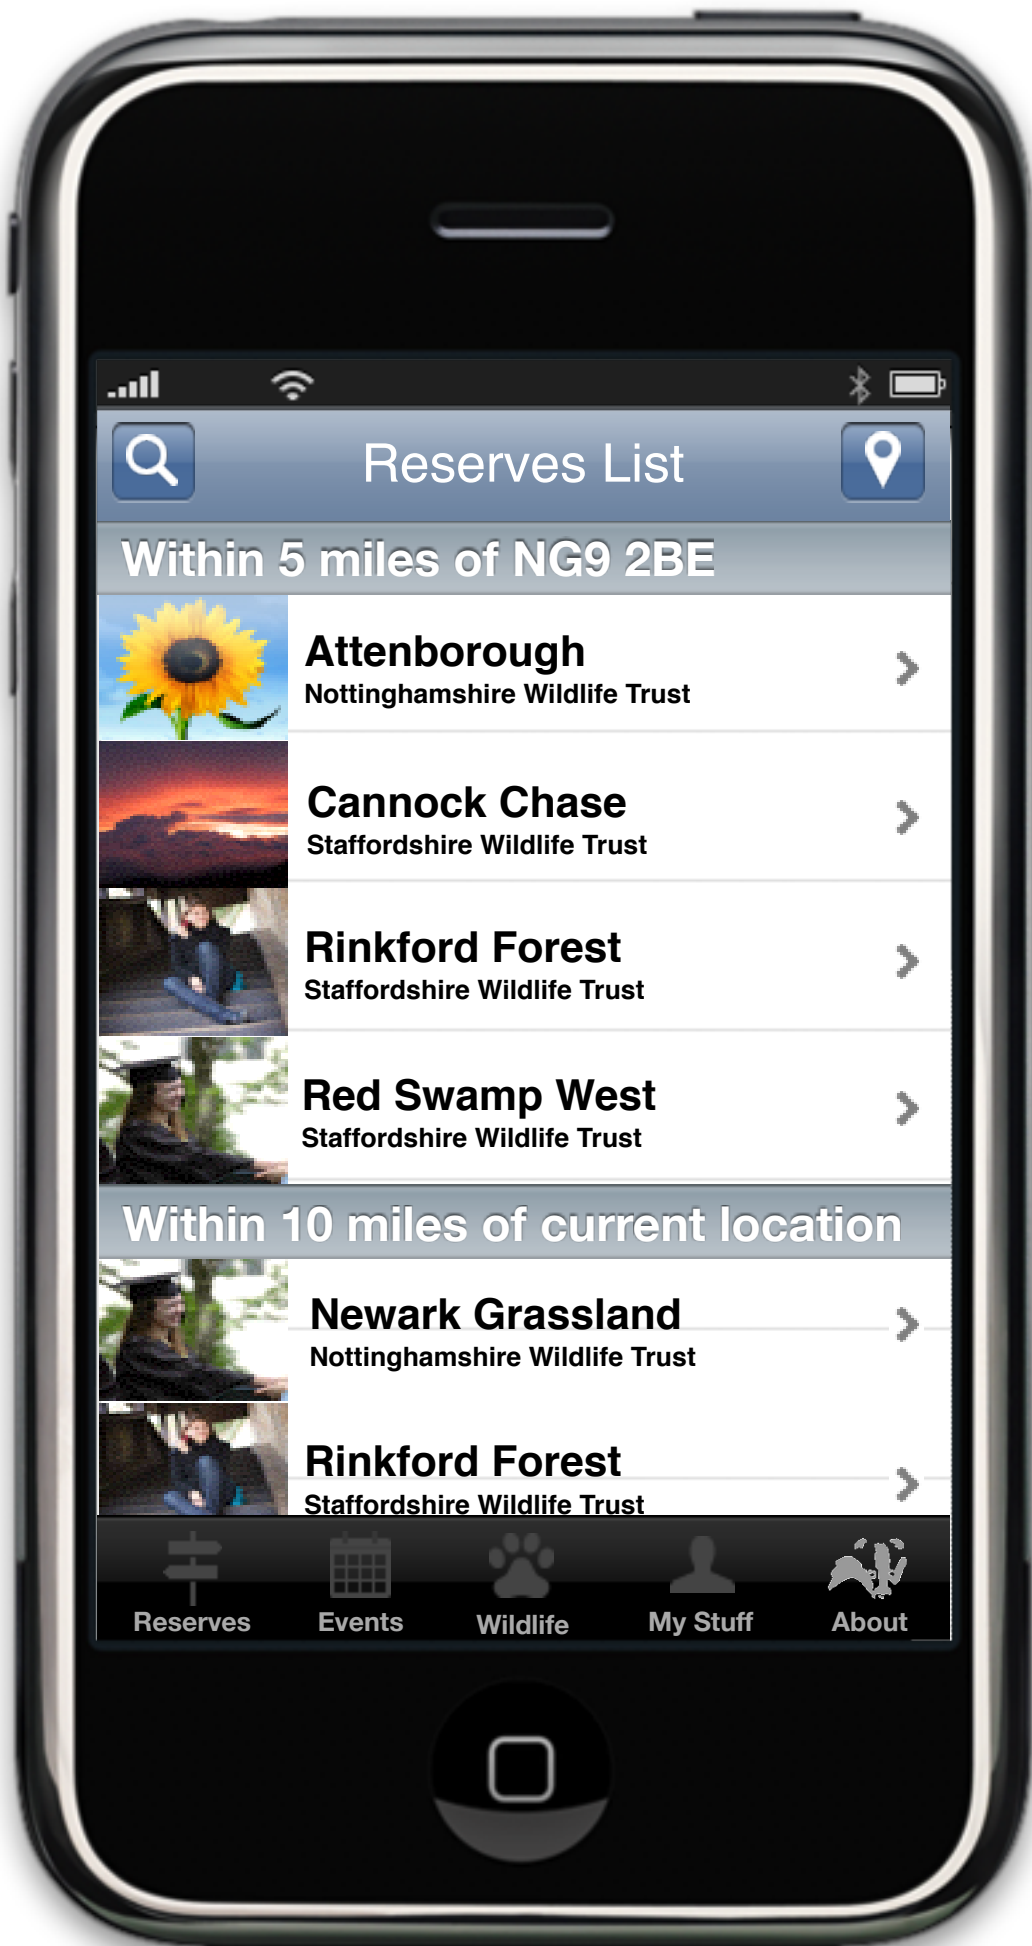 Reserves List
Within 5 miles of NG9 2BE
Attenborough
Nottinghamshire Wildlife Trust
Cannock Chase
Staffordshire Wildlife Trust
Rinkford Forest
Staffordshire Wildlife Trust
Red Swamp West
Staffordshire Wildlife Trust
Within 10 miles of current location
Newark Grassland
Nottinghamshire Wildlife Trust
Rinkford Forest
Staffordshire Wildlife Trust
Reserves Events Wildlife My Stuff About